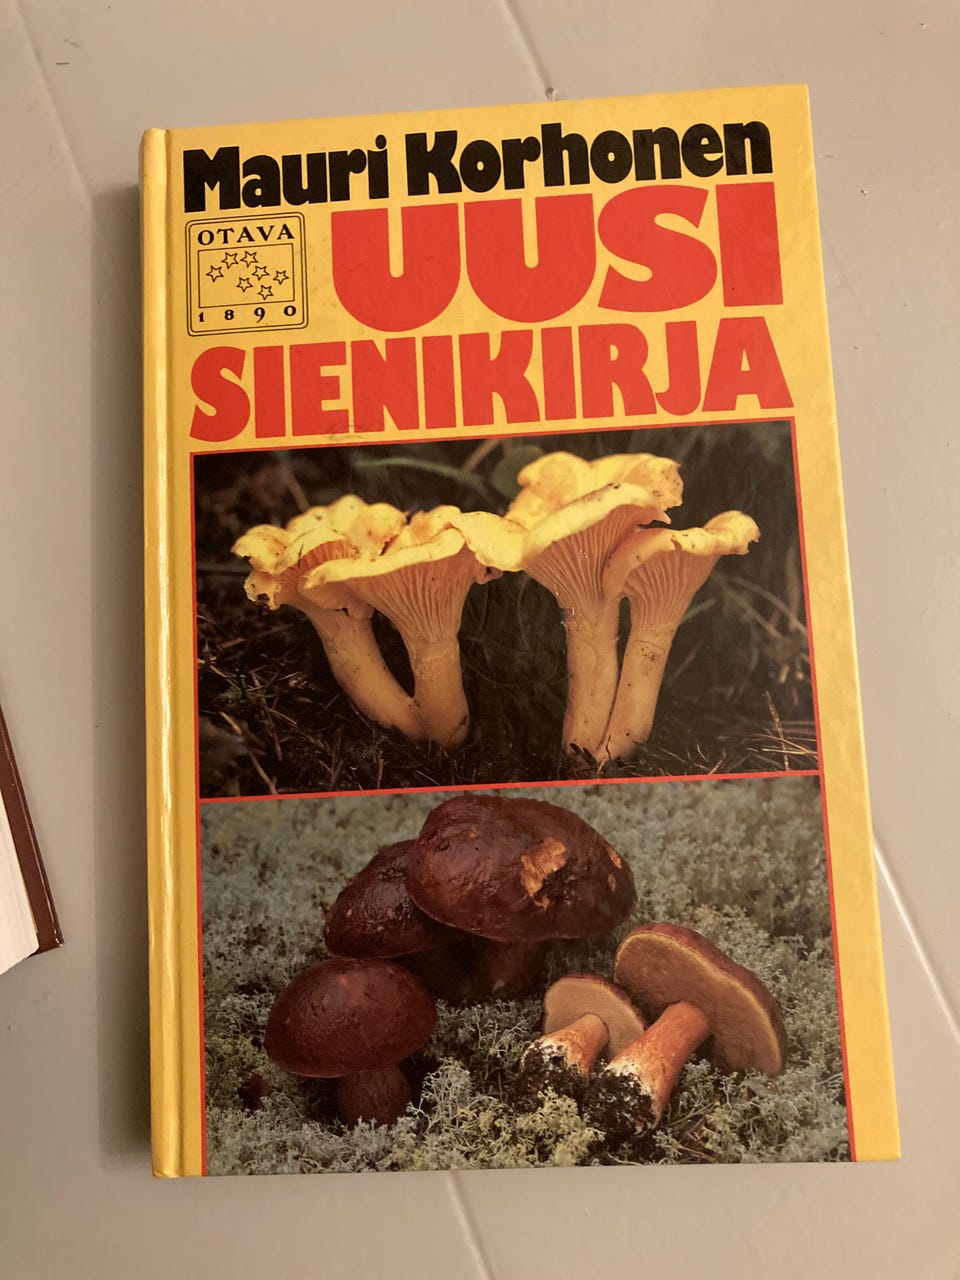 Mauri Korhonen
OTAVA
1890
UUSI
SIENIKIRJA